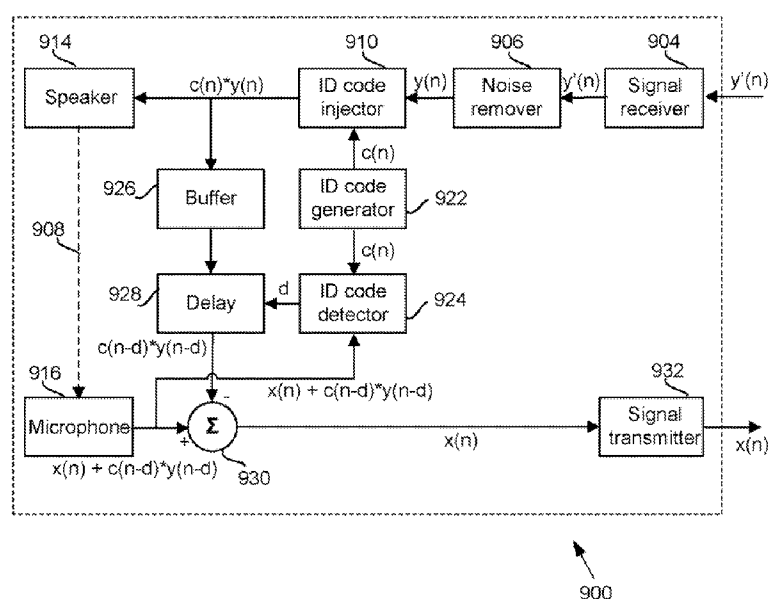 914
910
906
904
Speaker
c(n)*y(n)
ID code
injector
y(n)
Noise
remover
y'(n)
Signal
receiver
y'(n)
c(n)
926
Buffer
ID code
generator
922
908
c(n)
928
Delay
d
ID code
detector
924
c(n-d)*y(n-d)
916
x(n) + c(n-d)*y(n-d)
932
Microphone
-
+
Σ
x(n)
Signal
transmitter
x(n)
x(n) + c(n-d)*y(n-d)
930
900